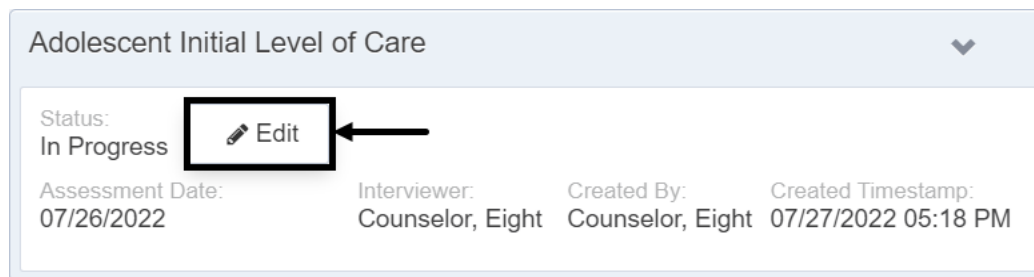 Adolescent Initial Level of Care
Status:
In Progress
Edit
Assessment Date: Interviewer: Created By: Created Timestamp:
07/26/2022 Counselor, Eight Counselor, Eight 07/27/2022 05:18 PM